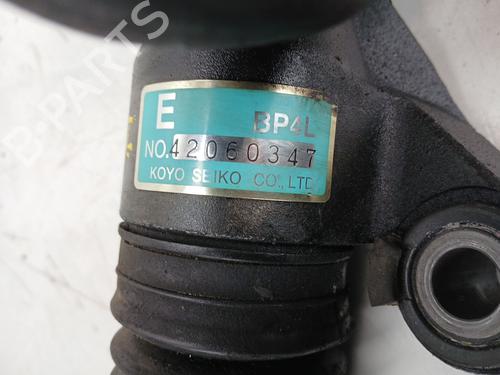 PARTS
E BP4L
NO.42060347
KOYO SEIKO CO.,LTD